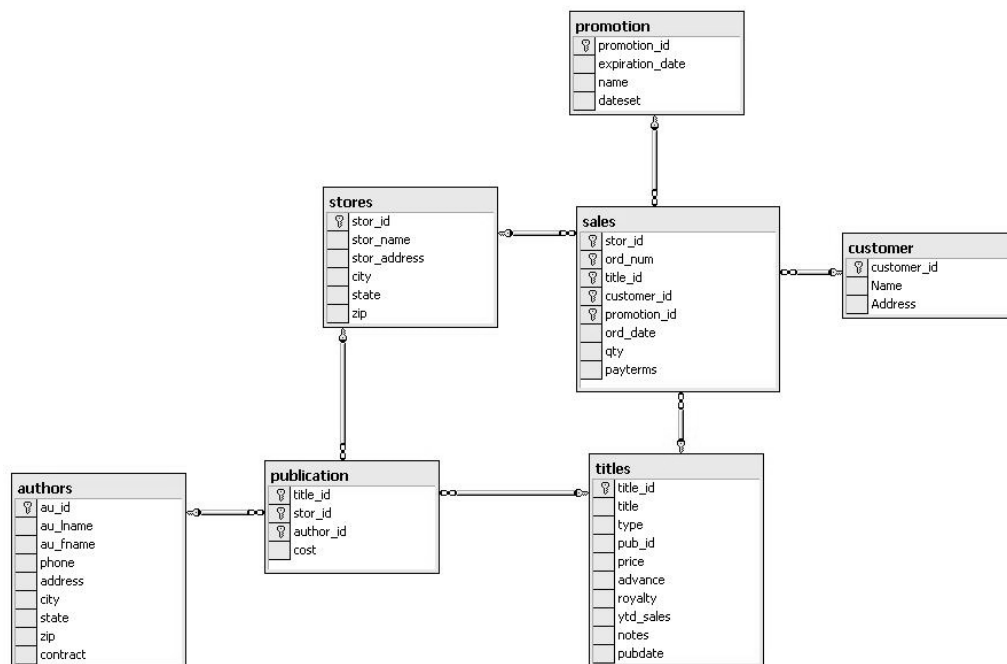 promotion
promotion_id
expiration_date
name
dateset
stores
stor_id
stor_name
stor_address
city
state
zip
sales
stor_id
ord_num
title_id
customer_id
promotion_id
ord_date
qty
payterms
customer
customer_id
Name
Address
authors
au_id
au_lname
au_fname
phone
address
city
state
zip
contract
publication
title_id
stor_id
author_id
cost
titles
title_id
title
type
pub_id
price
advance
royalty
ytd_sales
notes
pubdate